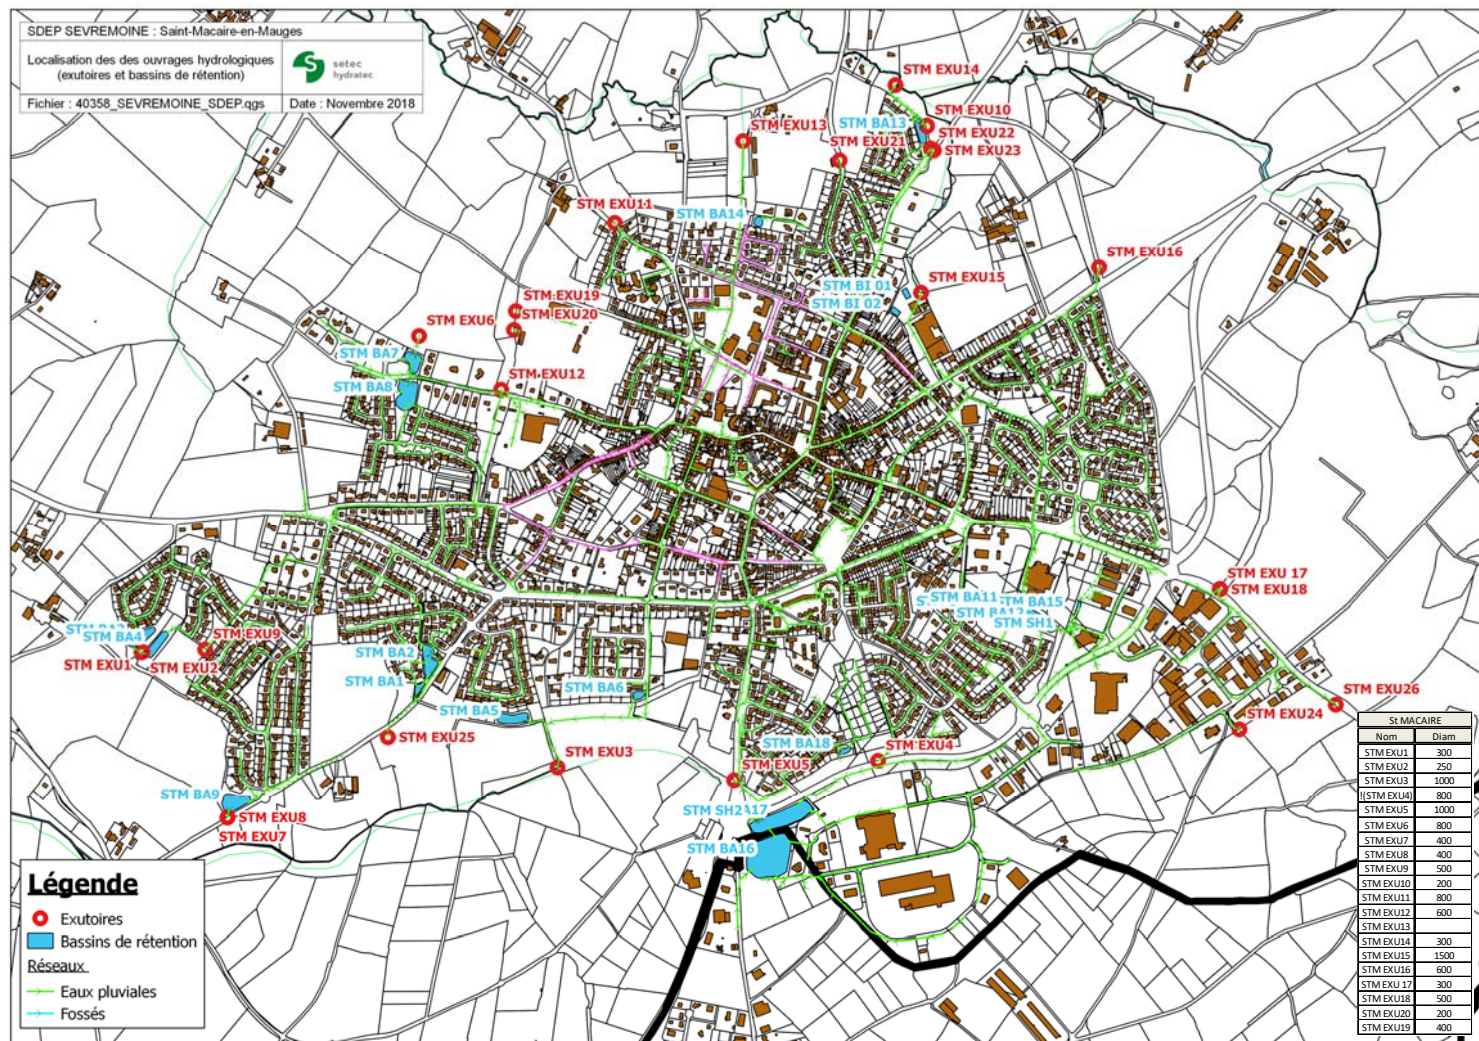 SDEP SEVREMOINE : Saint-Macaire-en-Mauges
Localisation des des ouvrages hydrologiques
(exutoires et bassins de rétention)
setec
hydratec
Fichier : 40358_SEVREMOINE_SDEP.qgs
Date : Novembre 2018
STM EXU14
STM EXU10
STM BA13
STM EXU13
STM EXU22
STM EXU21
STM EXU23
STM EXU11
STM BA14
STM EXU16
STM EXU15
STM BI 01
STM BI 02
STM EXU19
STM EXU20
STM EXU6
STM BA7
STM BA8
STM EXU12
STM EXU 17
STM EXU18
STM BA11
STM BA15
STM BA12
STM SH1
STM BA4
STM EXU9
STM EXU1
STM EXU2
STM BA2
STM BA1
STM BA6
STM BA5
STM EXU26
STM EXU24
STM EXU25
STM BA18
STM EXU4
STM EXU3
STM EXU5
STM BA9
STM EXU8
STM EXU7
STM SH2
A17
STM BA16
Légende
Exutoires
Bassins de rétention
Réseaux
Eaux pluviales
Fossés
St MACAIRE
Nom Diam
STM EXU1 300
STM EXU2 250
STM EXU3 1000
!(STM EXU4) 800
STM EXU5 1000
STM EXU6 800
STM EXU7 400
STM EXU8 400
STM EXU9 500
STM EXU10 200
STM EXU11 800
STM EXU12 600
STM EXU13
STM EXU14 300
STM EXU15 1500
STM EXU16 600
STM EXU 17 300
STM EXU18 500
STM EXU20 200
STM EXU19 400